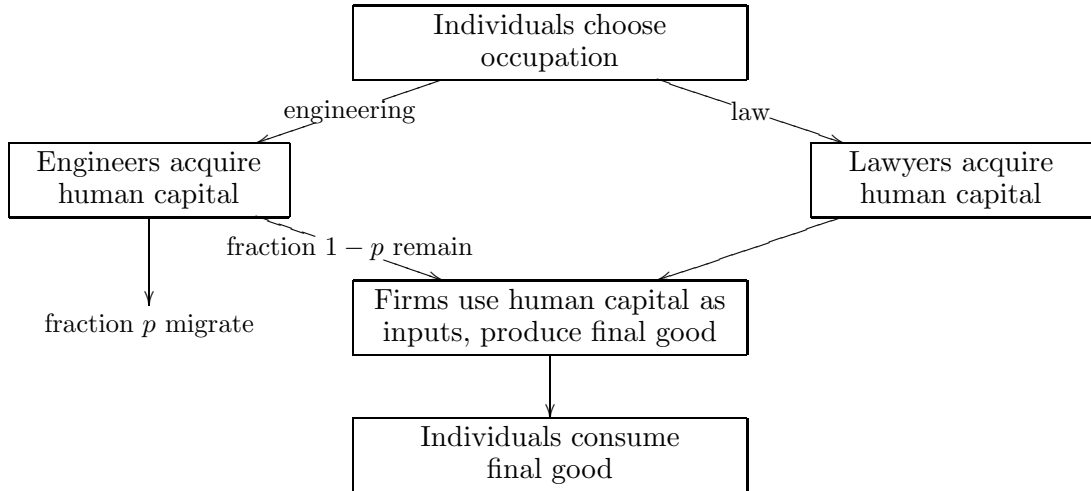 Individuals choose
occupation
engineering
law
Engineers acquire
human capital
Lawyers acquire
human capital
fraction 1 − p remain
Firms use human capital as
inputs, produce final good
fraction p migrate
Individuals consume
final good